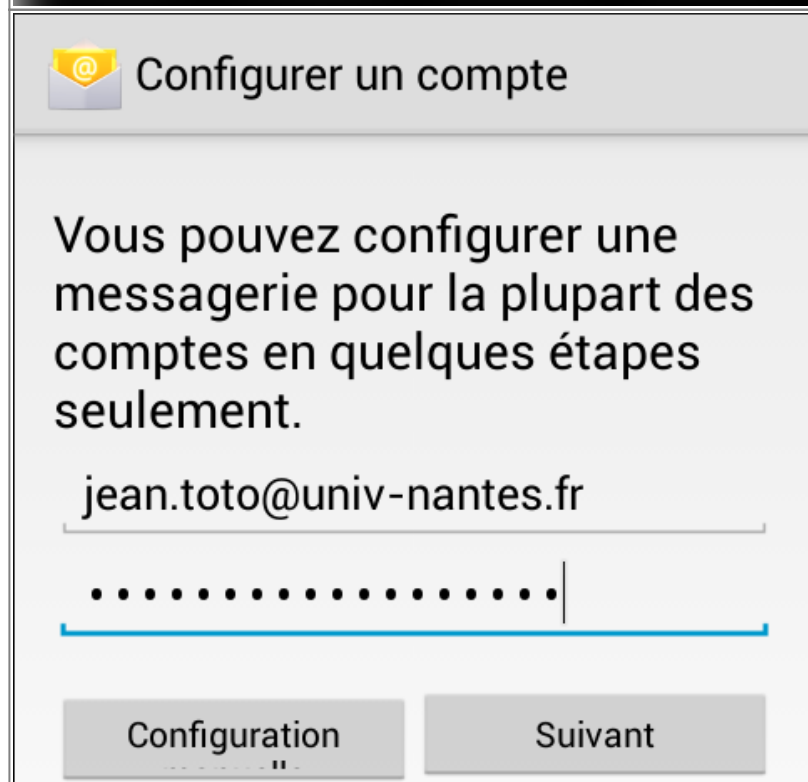 Configurer un compte
Vous pouvez configurer une
messagerie pour la plupart des
comptes en quelques étapes
seulement.
jean.toto@univ-nantes.fr
••••••••••••••••••
Configuration
Suivant